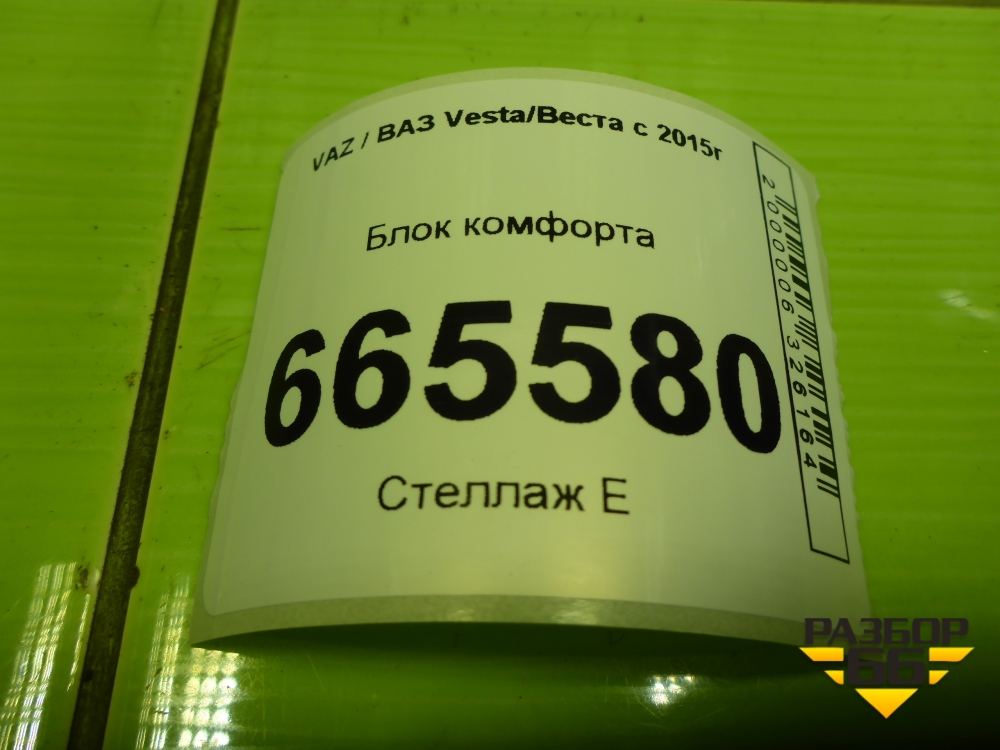 VAZ / ВАЗ Vesta/Веста с 2015г
Блок комфорта
665580
Стеллаж Е
2000006326164
РАЗБОР
66